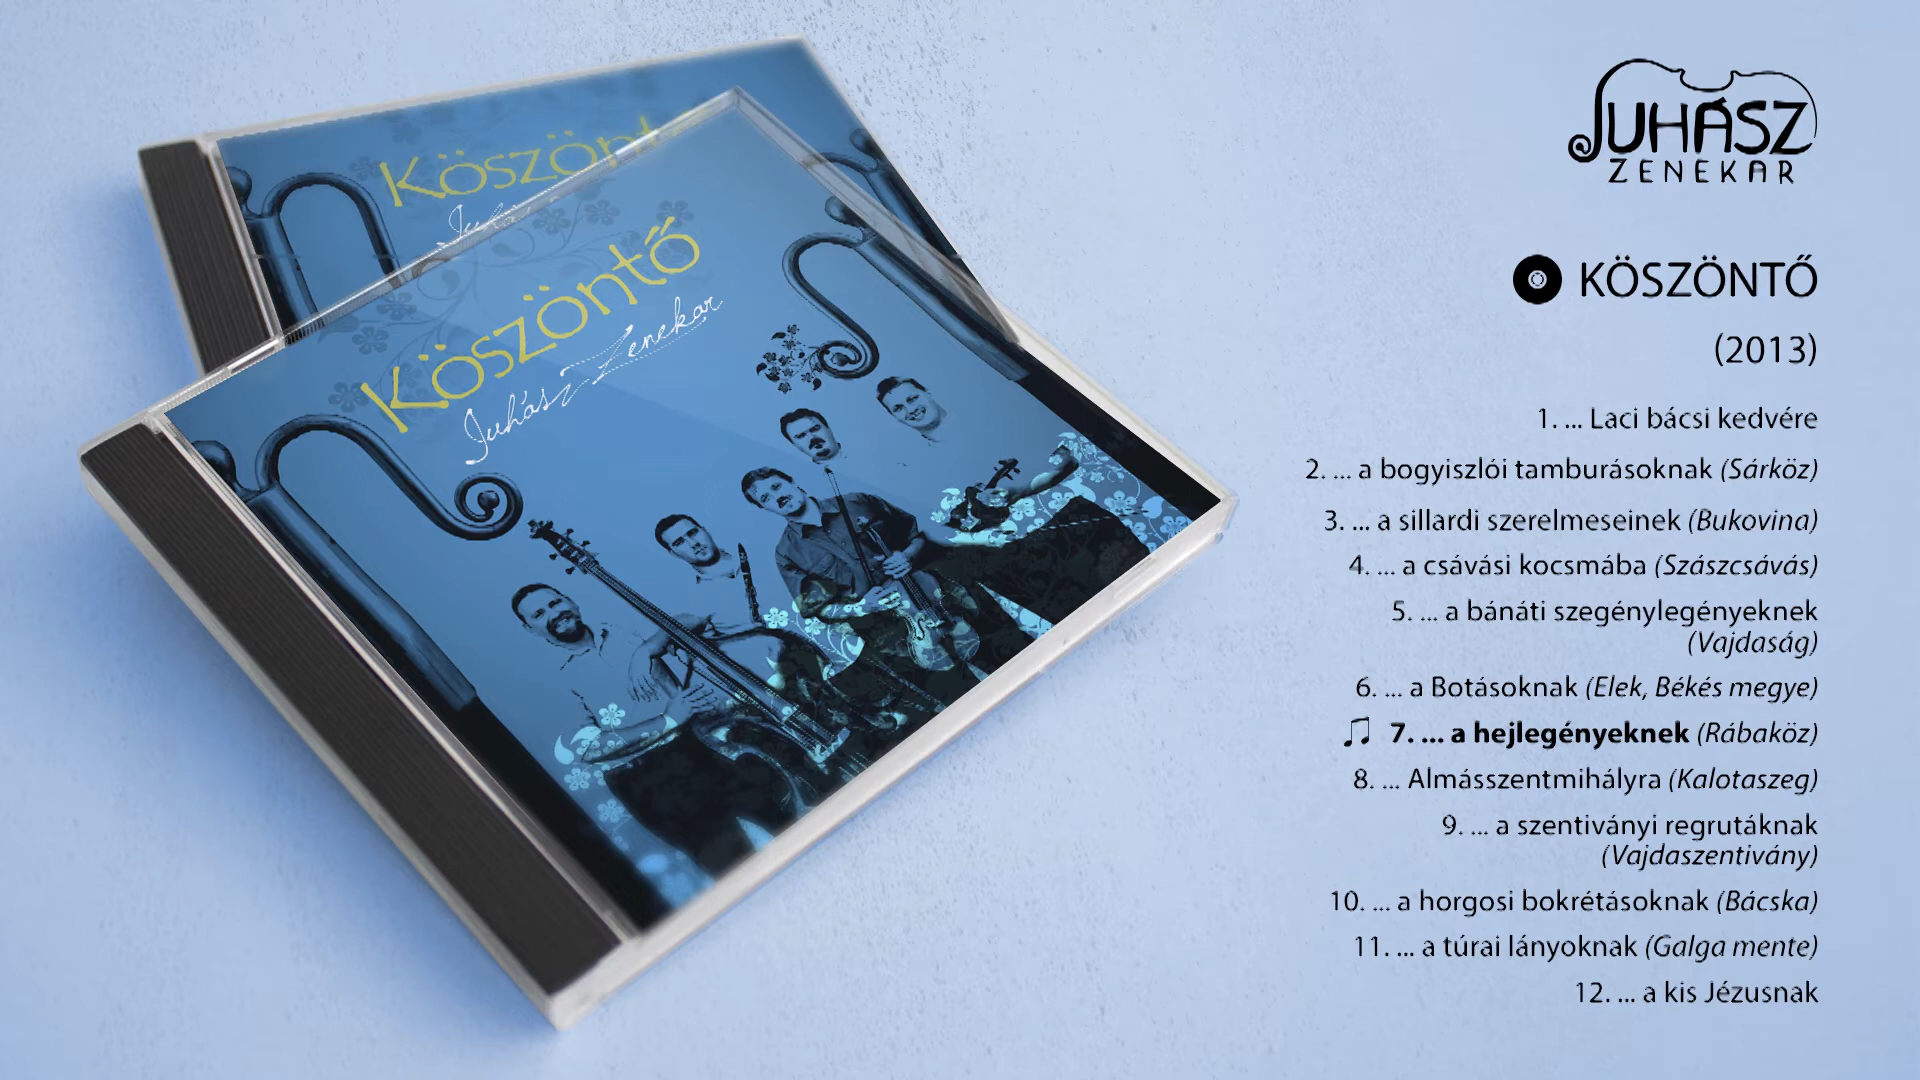 Köszönt
Juhá
Köszöntő
Juhász Zenekar
JUHÁSZ
ZENEKAR
KÖSZÖNTŐ
(2013)
1. ... Laci bácsi kedvére
2. ... a bogyiszlói tamburásoknak (Sárköz)
3. ... a sillardi szerelmeseinek (Bukovina)
4. ... a csávási kocsmába (Szászcsávás)
5. ... a bánáti szegénylegényeknek
(Vajdaság)
6. ... a Botásoknak (Elek, Békés megye)
7. ... a hejlegényeknek (Rábaköz)
8. ... Almásszentmihályra (Kalotaszeg)
9. ... a szentiványi regrutáknak
(Vajdaszentivány)
10. ... a horgosi bokrétásoknak (Bácska)
11. ... a túrai lányoknak (Galga mente)
12. ... a kis Jézusnak